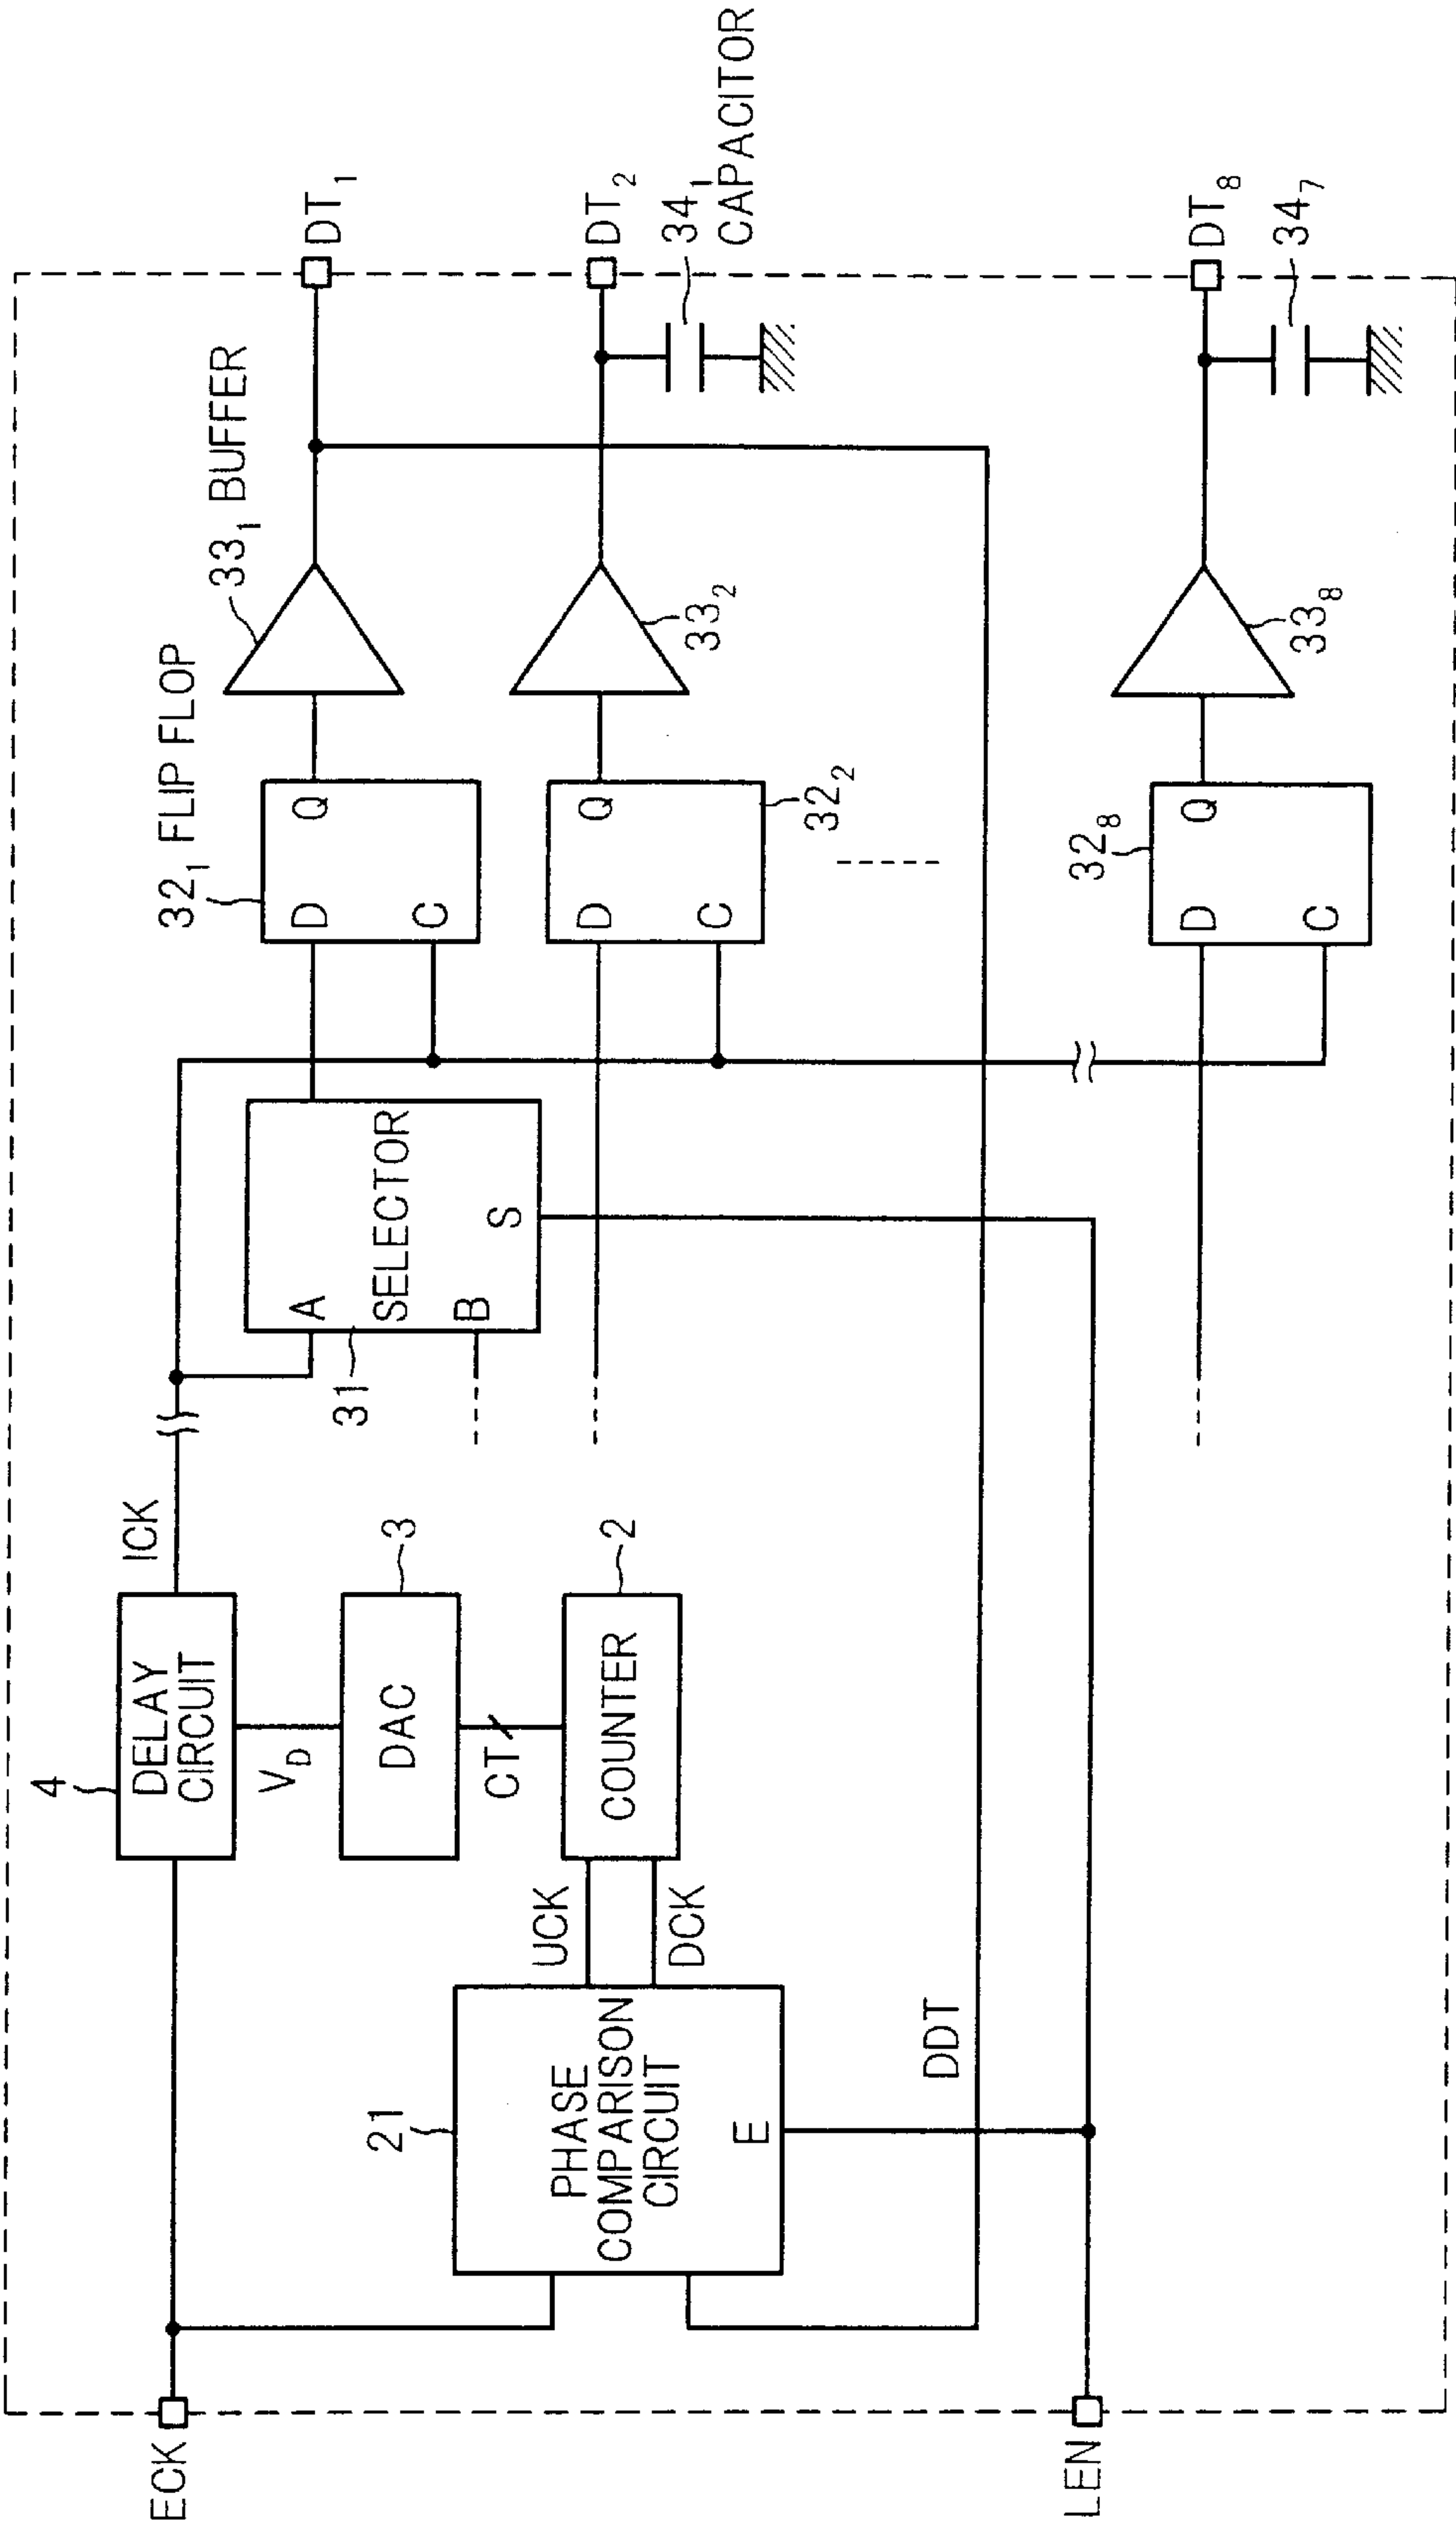 ECK
4
DELAY
CIRCUIT
ICK
V_D
3
DAC
CT
2
COUNTER
UCK
DCK
21
PHASE
COMPARISON
CIRCUIT
E
DDT
LEN
31
A
SELECTOR
B
S
32₁ FLIP FLOP
D
Q
C
33₁ BUFFER
DT₁
D
Q
C
32₂
33₂
DT₂
34₁
CAPACITOR
32₈
D
Q
C
33₈
DT₈
34₇